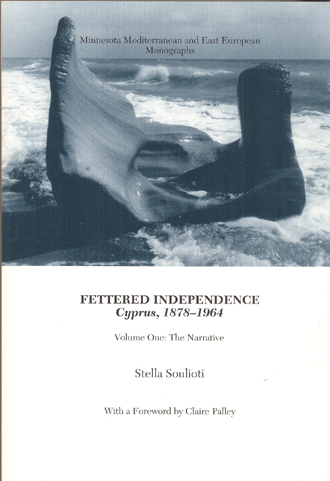 Minnesota Mediterranean and East European
Monographs
FETTERED INDEPENDENCE
Cyprus, 1878–1964
Volume One: The Narrative
Stella Soulioti
With a Foreword by Claire Palley